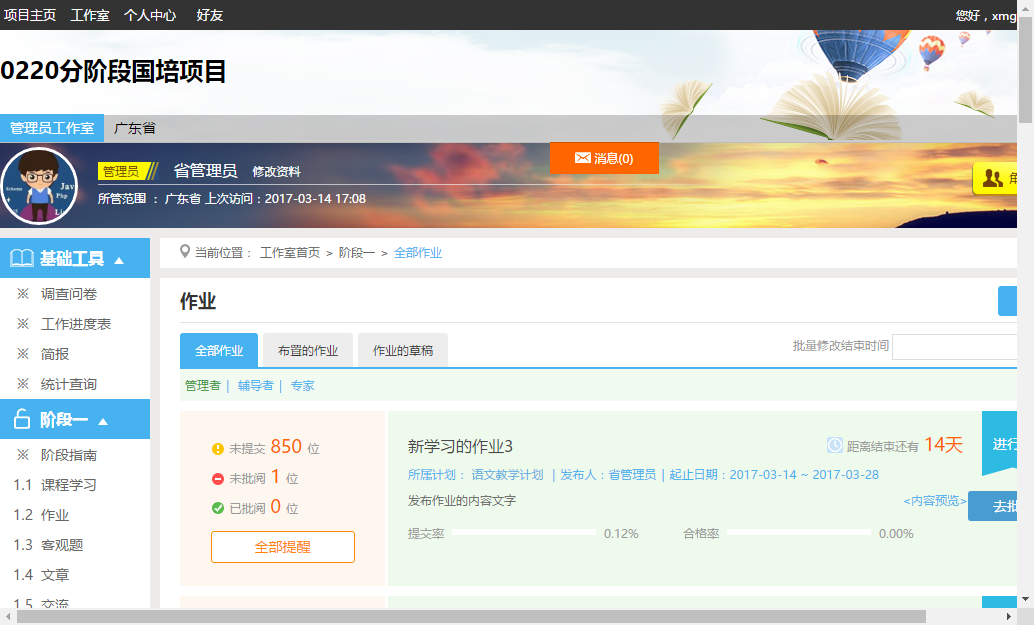 项目主页 工作室 个人中心 好友 您好，xmg
0220分阶段国培项目
管理员工作室 广东省
管理员 省管理员 修改资料 消息(0)
所管范围 ： 广东省 上次访问：2017-03-14 17:08
基础工具
※ 调查问卷
※ 工作进度表
※ 简报
※ 统计查询
阶段一
※ 阶段指南
1.1 课程学习
1.2 作业
1.3 客观题
1.4 文章
1.5 交流
当前位置： 工作室首页 > 阶段一 > 全部作业
作业
全部作业 布置的作业 作业的草稿 批量修改结束时间
管理者 | 辅导者 | 专家
未提交 850 位
未批阅 1 位
已批阅 0 位
全部提醒
新学习的作业3 距离结束还有 14天 进行
所属计划： 语文教学计划 | 发布人：省管理员 | 起止日期：2017-03-14 ~ 2017-03-28
发布作业的内容文字 <内容预览> 去批
提交率 0.12% 合格率 0.00%